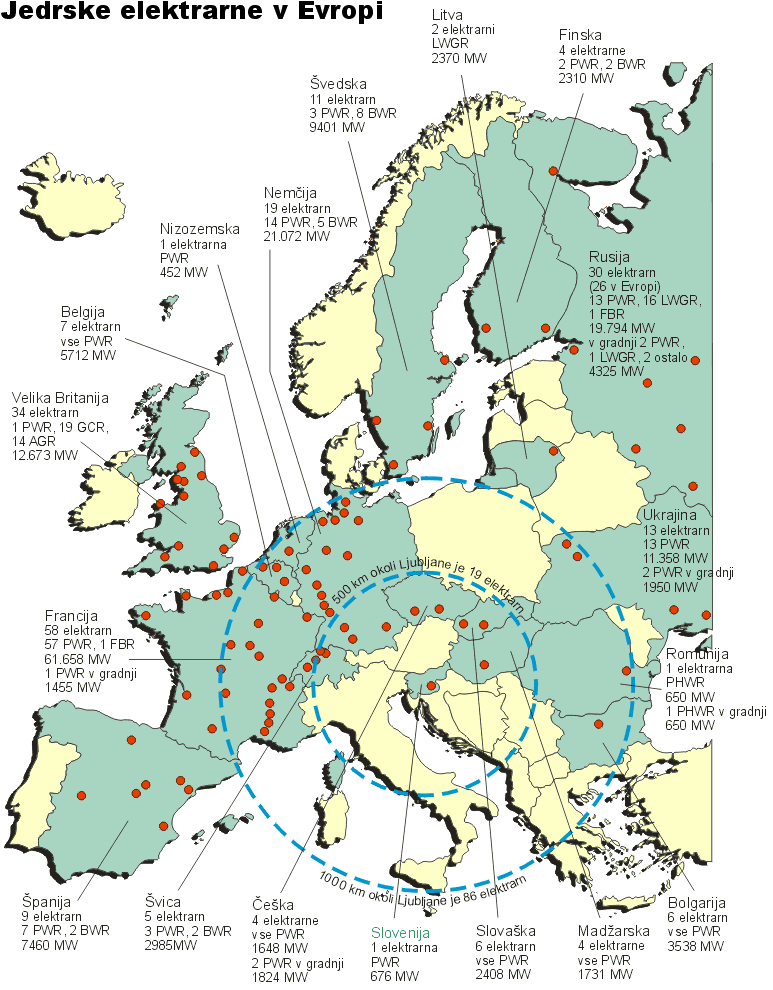 Jedrske elektrarne v Evropi
Litva
2 elektrarni
LWGR
2370 MW
Finska
4 elektrarne
2 PWR, 2 BWR
2310 MW
Švedska
11 elektrarn
3 PWR, 8 BWR
9401 MW
Nemčija
19 elektrarn
14 PWR, 5 BWR
21.072 MW
Nizozemska
1 elektrarna
PWR
452 MW
Rusija
30 elektrarn
(26 v Evropi)
13 PWR, 16 LWGR,
1 FBR
19.794 MW
v gradnji 2 PWR,
1 LWGR, 2 ostalo
4325 MW
Belgija
7 elektrarn
vse PWR
5712 MW
Velika Britanija
34 elektrarn
1 PWR, 19 GCR,
14 AGR
12.673 MW
Ukrajina
13 elektrarn
13 PWR
11.358 MW
2 PWR v gradnji
1950 MW
500 km okoli Ljubljane je 19 elektrarn
Francija
58 elektrarn
57 PWR, 1 FBR
61.658 MW
1 PWR v gradnji
1455 MW
Romunija
1 elektrarna
PHWR
650 MW
1 PHWR v gradnji
650 MW
1000 km okoli Ljubljane je 86 elektrarn
Španija
9 elektrarn
7 PWR, 2 BWR
7460 MW
Švica
5 elektrarn
3 PWR, 2 BWR
2985MW
Češka
4 elektrarne
vse PWR
1648 MW
2 PWR v gradnji
1824 MW
Slovenija
1 elektrarna
PWR
676 MW
Slovaška
6 elektrarn
vse PWR
2408 MW
Madžarska
4 elektrarne
vse PWR
1731 MW
Bolgarija
6 elektrarn
vse PWR
3538 MW